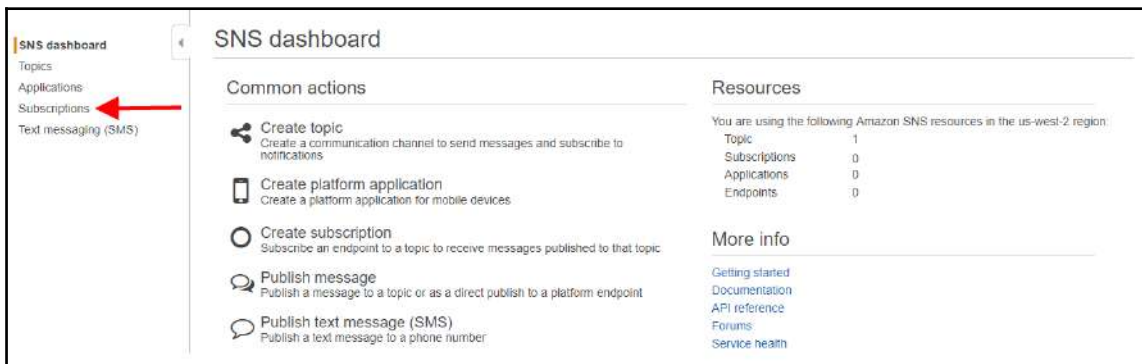 SNS dashboard
Topics
Applications
Subscriptions
Text messaging (SMS)
SNS dashboard
Common actions
Create topic
Create a communication channel to send messages and subscribe to
notifications
Create platform application
Create a platform application for mobile devices
Create subscription
Subscribe an endpoint to a topic to receive messages published to that topic
Publish message
Publish a message to a topic or as a direct publish to a platform endpoint
Publish text message (SMS)
Publish a text message to a phone number
Resources
You are using the following Amazon SNS resources in the us-west-2 region:
Topic 1
Subscriptions 0
Applications 0
Endpoints 0
More info
Getting started
Documentation
API reference
Forums
Service health